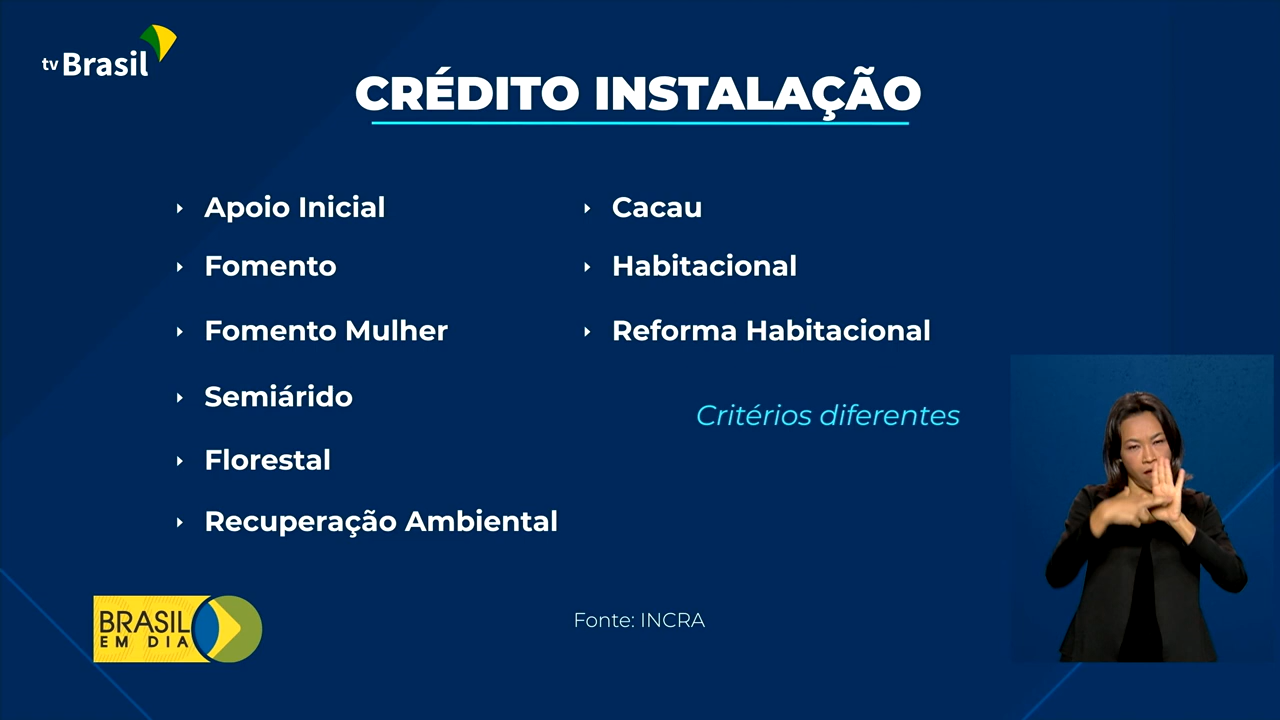 tv Brasil
CRÉDITO INSTALAÇÃO
Apoio Inicial
Fomento
Fomento Mulher
Semiárido
Florestal
Recuperação Ambiental
Cacau
Habitacional
Reforma Habitacional
Critérios diferentes
BRASIL
EM DIA
Fonte: INCRA